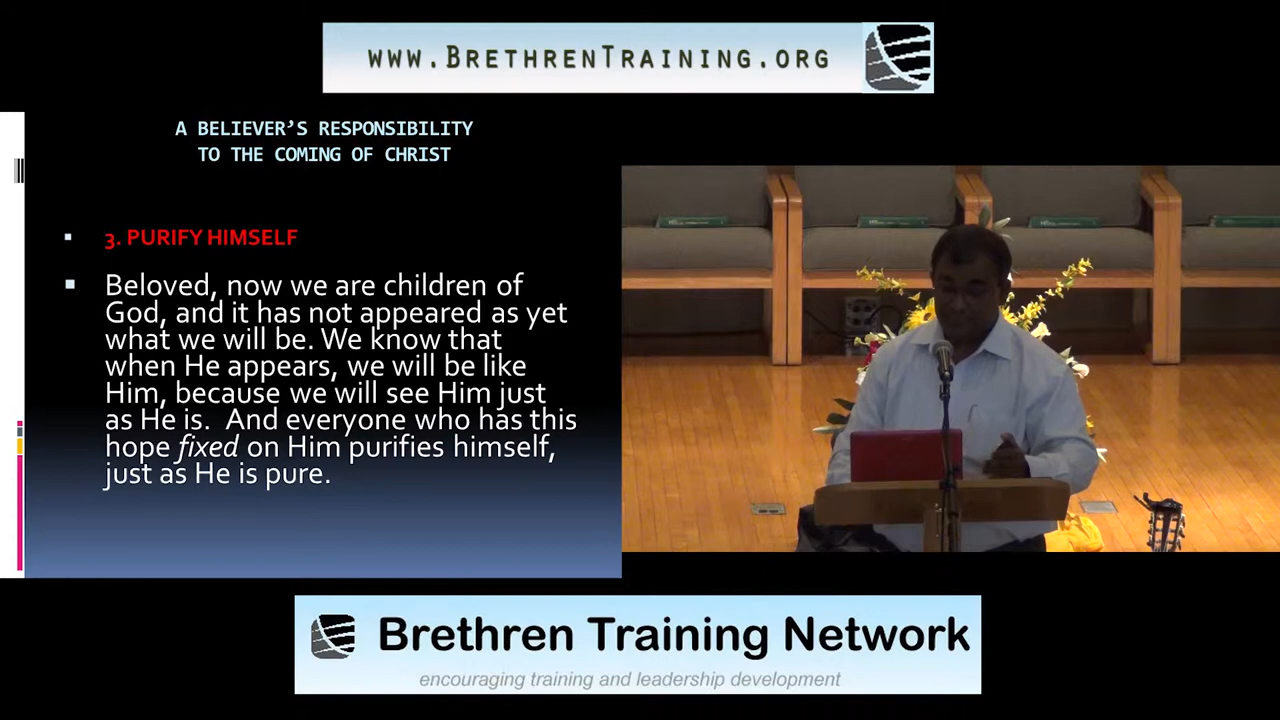 www.BrethrenTraining.org
A BELIEVER’S RESPONSIBILITY
TO THE COMING OF CHRIST
3. PURIFY HIMSELF
Beloved, now we are children of
God, and it has not appeared as yet
what we will be. We know that
when He appears, we will be like
Him, because we will see Him just
as He is.  And everyone who has this
hope fixed on Him purifies himself,
just as He is pure.
Brethren Training Network
encouraging training and leadership development